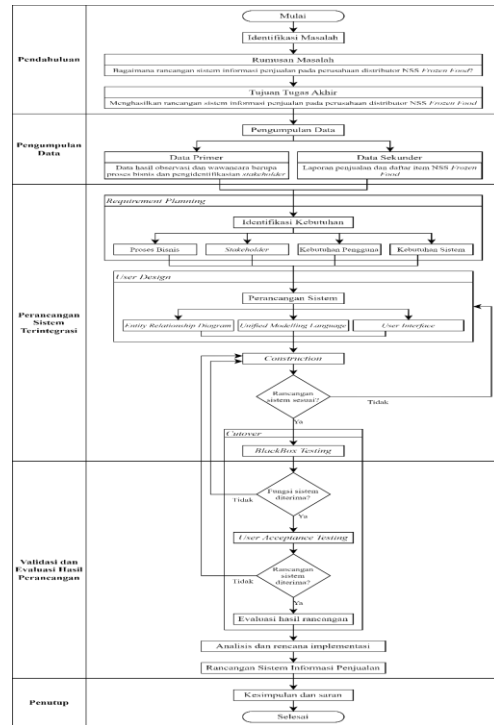 Mulai
Pendahuluan
Identifikasi Masalah
Rumusan Masalah
Bagaimana rancangan sistem informasi penjualan pada perusahaan distributor NSS Frozen Food?
Tujuan Tugas Akhir
Menghasilkan rancangan sistem informasi penjualan pada perusahaan distributor NSS Frozen Food
Pengumpulan
Data
Pengumpulan Data
Data Primer
Data hasil observasi dan wawancara berupa
proses bisnis dan pengidentifikasian stakeholder
Data Sekunder
Laporan penjualan dan daftar item NSS Frozen
Food
Perancangan
Sistem
Terintegrasi
Requirement Planning
Identifikasi Kebutuhan
Proses Bisnis
Stakeholder
Kebutuhan Pengguna
Kebutuhan Sistem
User Design
Perancangan Sistem
Entity Relationship Diagram
Unified Modelling Language
User Interface
Construction
Rancangan
sistem sesuai?
Tidak
Ya
Cutover
BlackBox Testing
Validasi dan
Evaluasi Hasil
Perancangan
Fungsi sistem
diterima?
Tidak
Ya
User Acceptance Testing
Rancangan
sistem
diterima?
Tidak
Ya
Evaluasi hasil rancangan
Analisis dan rencana implementasi
Rancangan Sistem Informasi Penjualan
Penutup
Kesimpulan dan saran
Selesai